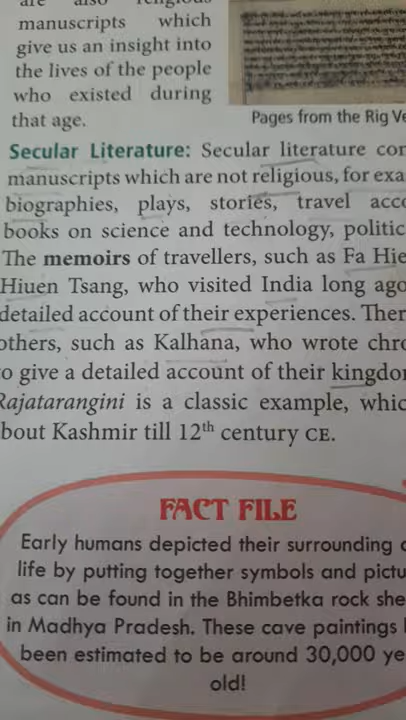 are also religious
manuscripts which
give us an insight into
the lives of the people
who existed during
that age.
Pages from the Rig
Secular Literature: Secular literature
manuscripts which are not religious, for
biographies, plays, stories, travel
books on science and technology,
The memoirs of travellers, such as Fa
Hiuen Tsang, who visited India long ago
detailed account of their experiences.
others, such as Kalhana, who wrote
to give a detailed account of their
Rajatarangini is a classic example,
bout Kashmir till 12th century CE.
FACT FILE
Early humans depicted their surrounding
life by putting together symbols and
as can be found in the Bhimbetka rock
in Madhya Pradesh. These cave paintings
been estimated to be around 30,000
old!